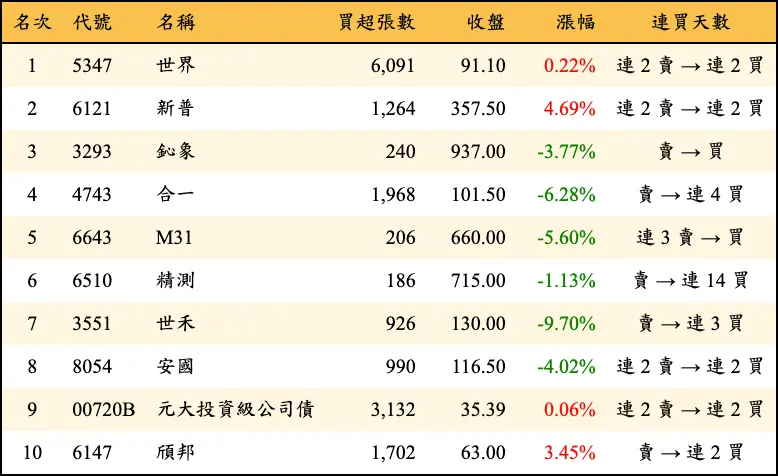 名次 代號 名稱 買超張數 收盤 漲幅 連買天數
1 5347 世界 6,091 91.10 0.22% 連 2 賣 → 連 2 買
2 6121 新普 1,264 357.50 4.69% 連 2 賣 → 連 2 買
3 3293 鈊象 240 937.00 -3.77% 賣 → 買
4 4743 合一 1,968 101.50 -6.28% 賣 → 連 4 買
5 6643 M31 206 660.00 -5.60% 連 3 賣 → 買
6 6510 精測 186 715.00 -1.13% 賣 → 連 14 買
7 3551 世禾 926 130.00 -9.70% 賣 → 連 3 買
8 8054 安國 990 116.50 -4.02% 連 2 賣 → 連 2 買
9 00720B 元大投資級公司債 3,132 35.39 0.06% 連 2 賣 → 連 2 買
10 6147 頎邦 1,702 63.00 3.45% 賣 → 連 2 買